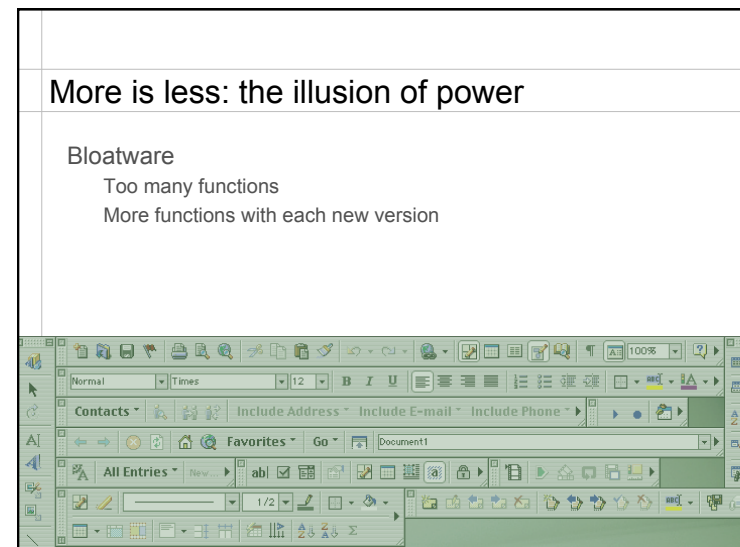 More is less: the illusion of power
Bloatware
Too many functions
More functions with each new version
100%
Normal Times 12 B I U A
Contacts Include Address Include E-mail Include Phone
Favorites Go Document1
All Entries New... ab|
1/2